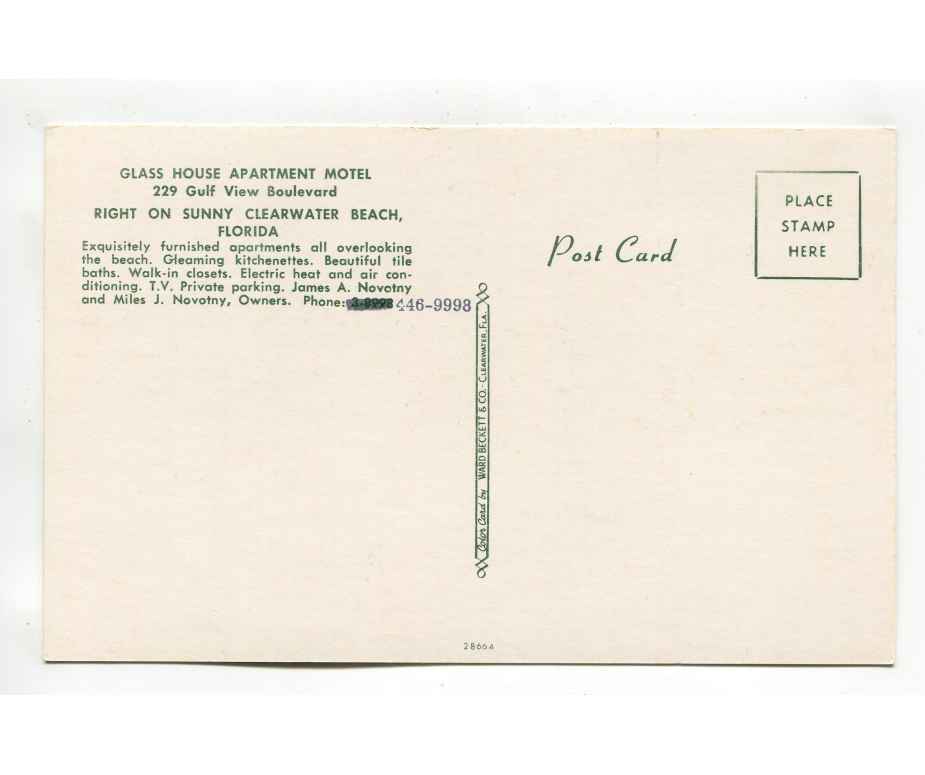 GLASS HOUSE APARTMENT MOTEL
229 Gulf View Boulevard
RIGHT ON SUNNY CLEARWATER BEACH,
FLORIDA
Exquisitely furnished apartments all overlooking
the beach. Gleaming kitchenettes. Beautiful tile
baths. Walk-in closets. Electric heat and air con-
ditioning. T.V. Private parking. James A. Novotny
and Miles J. Novotny, Owners. Phone: 3-8998 446-9998
Post Card
PLACE
STAMP
HERE
Color Card by WARD BECKETT & CO. - CLEARWATER, FLA.
28664